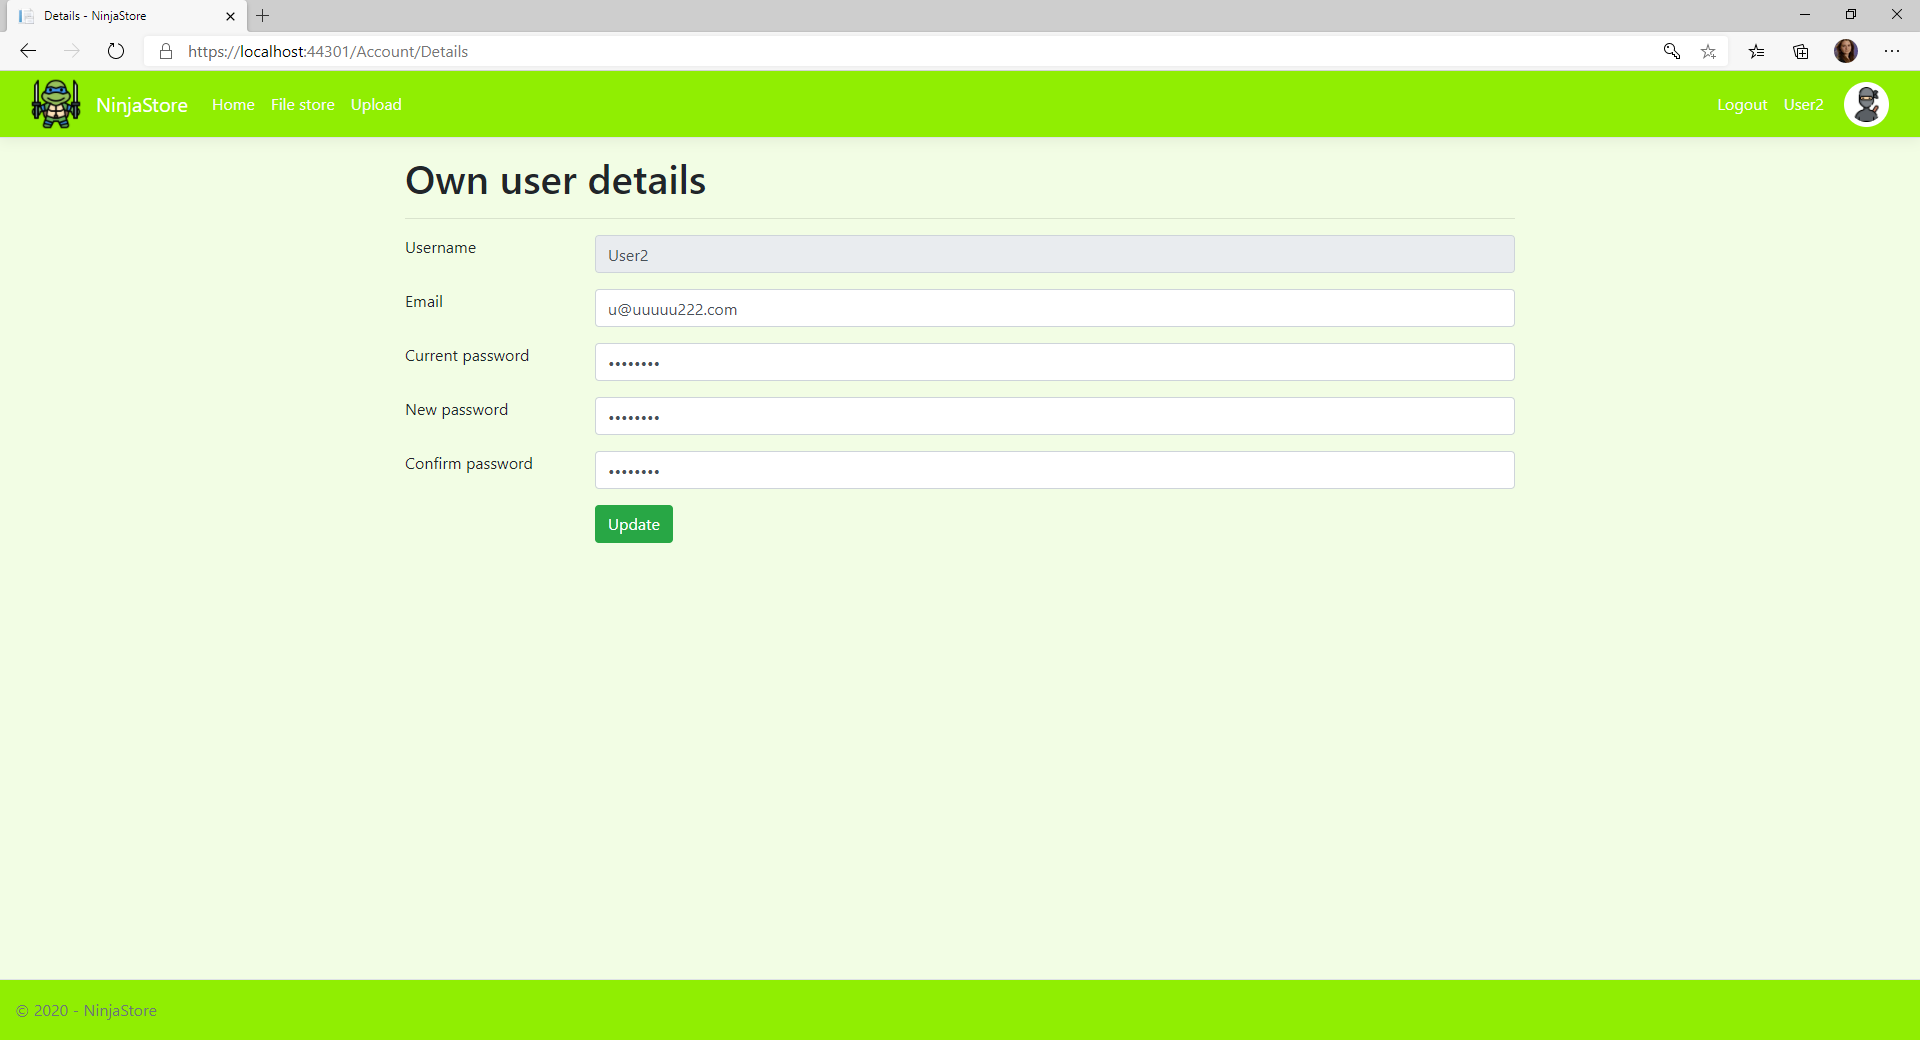 Details - NinjaStore
https://localhost:44301/Account/Details
NinjaStore Home File store Upload Logout User2
Own user details
Username User2
Email u@uuuuu222.com
Current password ••••••••
New password ••••••••
Confirm password ••••••••
Update
© 2020 - NinjaStore